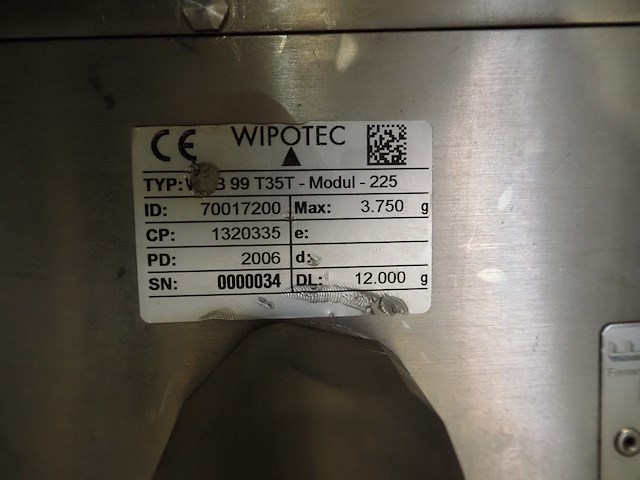 CE WIPOTEC
TYP: B 99 T35T - Modul - 225
ID: 70017200 Max: 3.750 g
CP: 1320335 e:
PD: 2006 d:
SN: 0000034 DL: 12.000 g